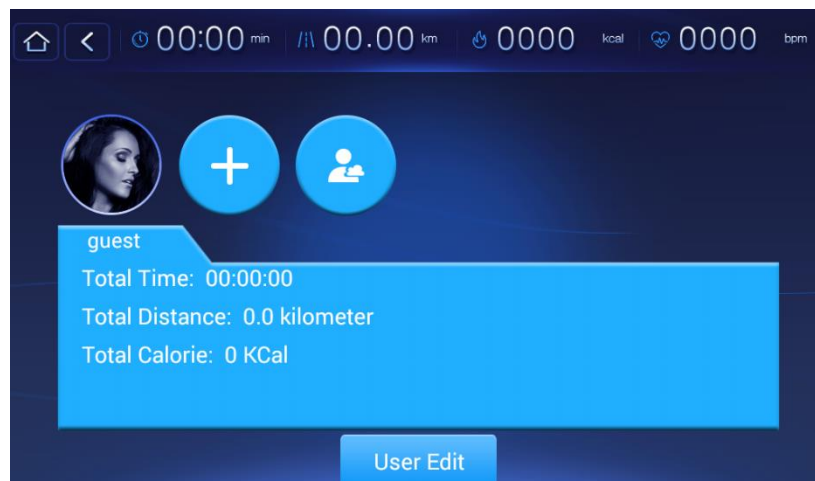 00:00 min 00.00 km 0000 kcal 0000 bpm
guest
Total Time: 00:00:00
Total Distance: 0.0 kilometer
Total Calorie: 0 KCal
User Edit